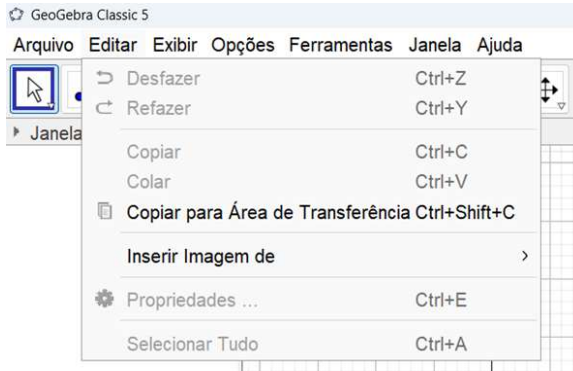 GeoGebra Classic 5
Arquivo Editar Exibir Opções Ferramentas Janela Ajuda
Desfazer Ctrl+Z
Refazer Ctrl+Y
Janela
Copiar Ctrl+C
Colar Ctrl+V
Copiar para Área de Transferência Ctrl+Shift+C
Inserir Imagem de
Propriedades ... Ctrl+E
Selecionar Tudo Ctrl+A